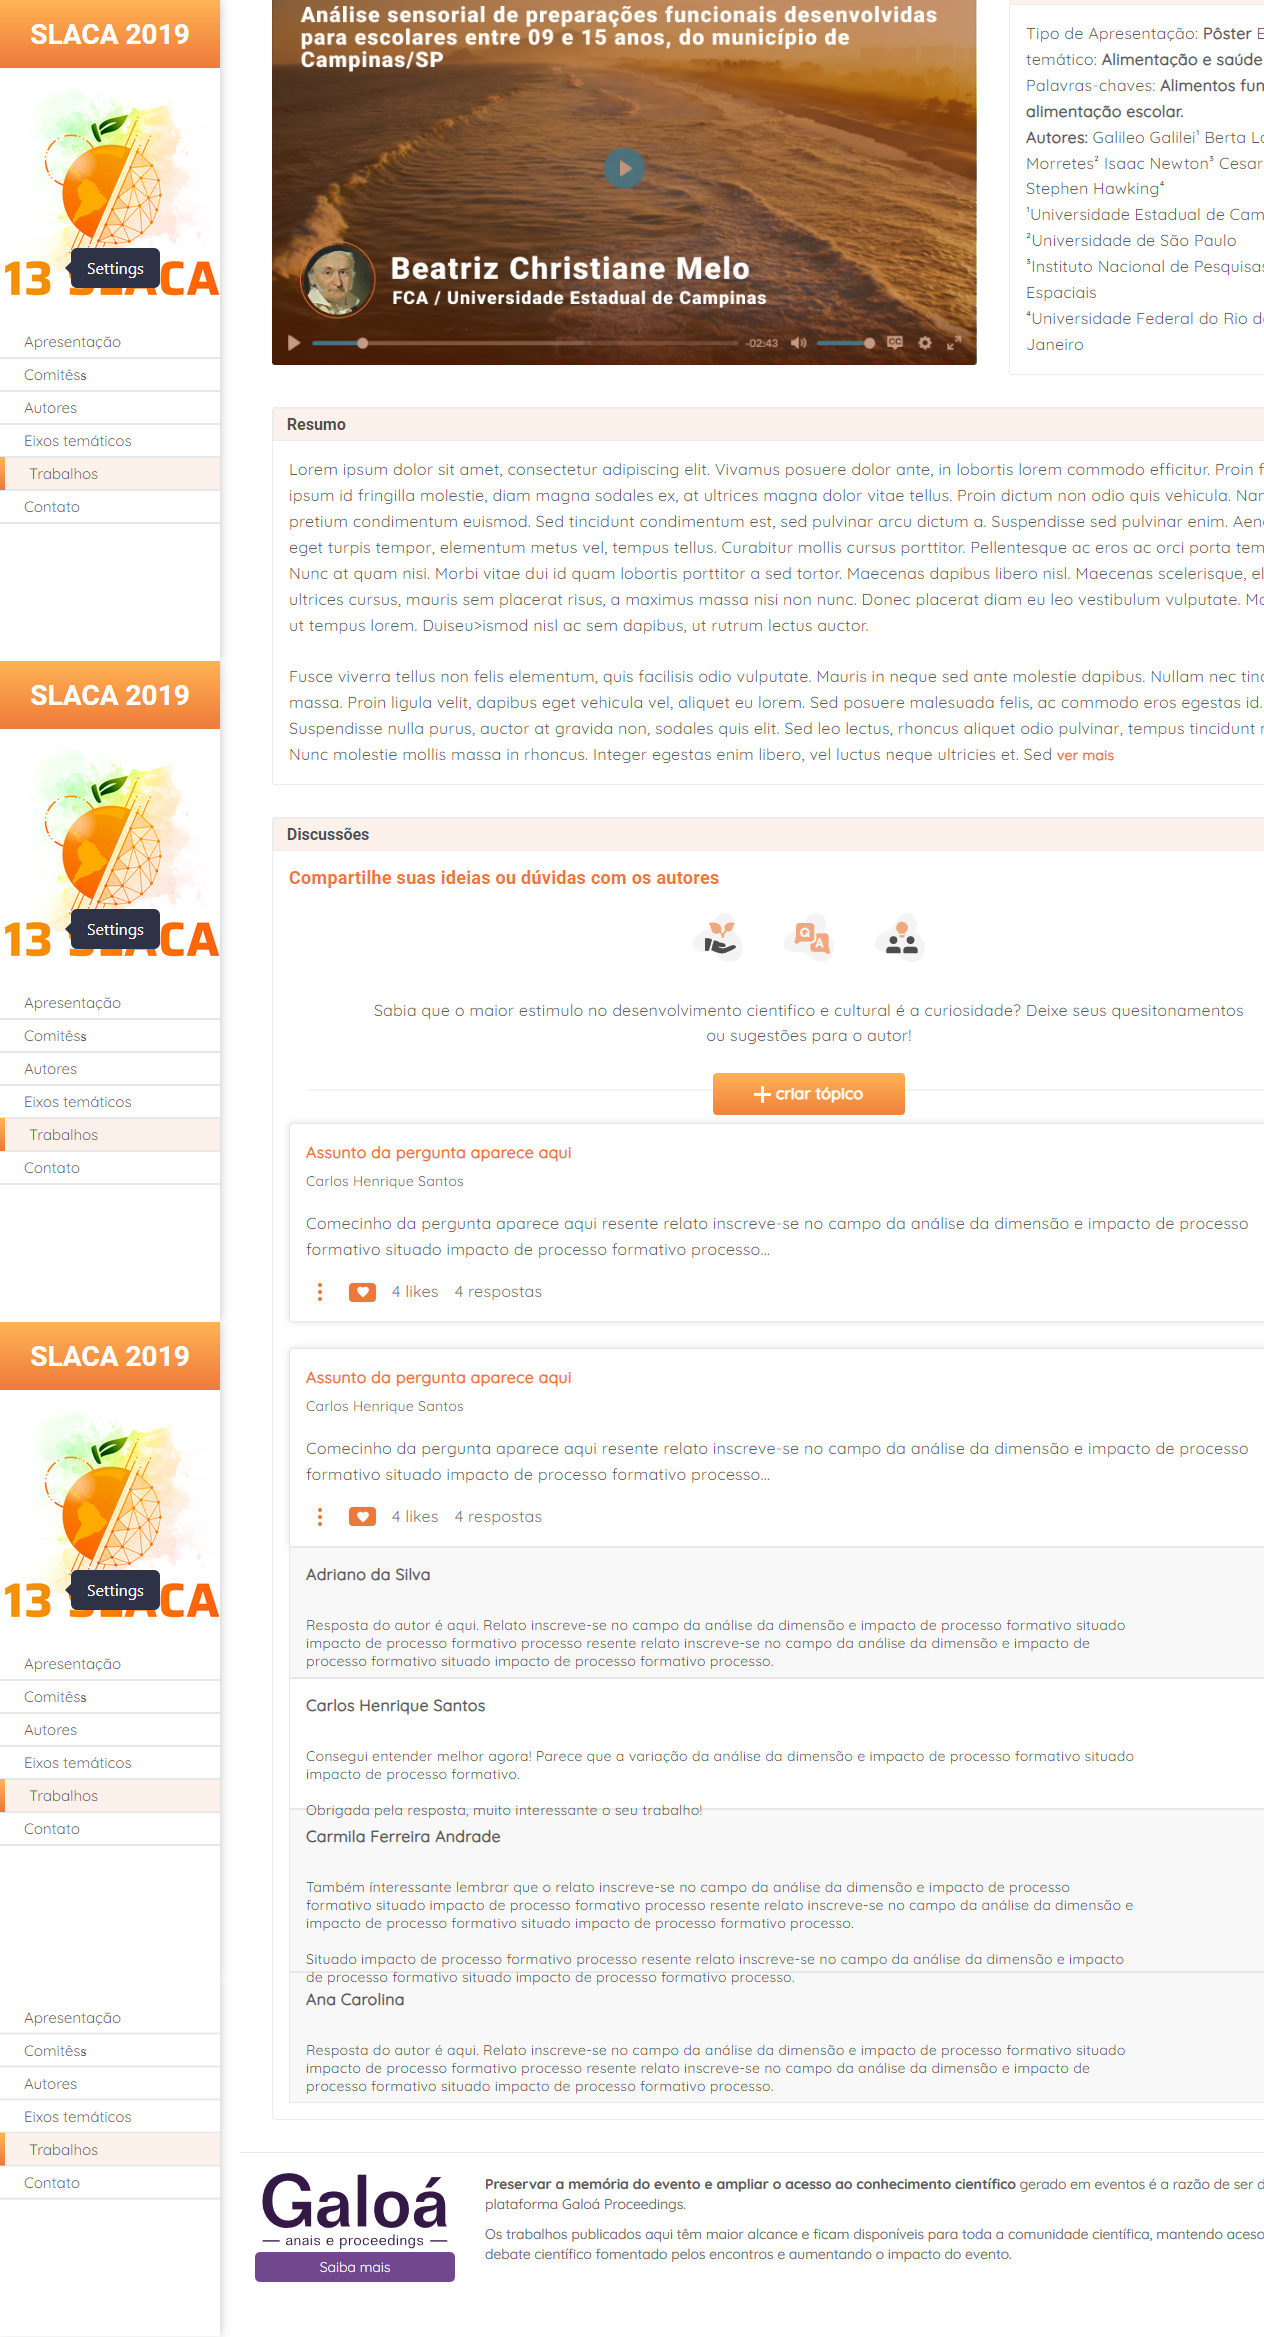 SLACA 2019
13 SLACA
Settings
Apresentação
Comitêss
Autores
Eixos temáticos
Trabalhos
Contato
SLACA 2019
13 SLACA
Settings
Apresentação
Comitêss
Autores
Eixos temáticos
Trabalhos
Contato
SLACA 2019
13 SLACA
Settings
Apresentação
Comitêss
Autores
Eixos temáticos
Trabalhos
Contato
Apresentação
Comitêss
Autores
Eixos temáticos
Trabalhos
Contato
Análise sensorial de preparações funcionais desenvolvidas
para escolares entre 09 e 15 anos, do município de
Campinas/SP
Beatriz Christiane Melo
FCA / Universidade Estadual de Campinas
-02:43
CC
Tipo de Apresentação: Pôster E
temático: Alimentação e saúde
Palavras-chaves: Alimentos fun
alimentação escolar.
Autores: Galileo Galilei¹ Berta Lo
Morretes² Isaac Newton³ Cesar
Stephen Hawking⁴
¹Universidade Estadual de Cam
²Universidade de São Paulo
³Instituto Nacional de Pesquisas
Espaciais
⁴Universidade Federal do Rio de
Janeiro
Resumo
Lorem ipsum dolor sit amet, consectetur adipiscing elit. Vivamus posuere dolor ante, in lobortis lorem commodo efficitur. Proin f
ipsum id fringilla molestie, diam magna sodales ex, at ultrices magna dolor vitae tellus. Proin dictum non odio quis vehicula. Nam
pretium condimentum euismod. Sed tincidunt condimentum est, sed pulvinar arcu dictum a. Suspendisse sed pulvinar enim. Aene
eget turpis tempor, elementum metus vel, tempus tellus. Curabitur mollis cursus porttitor. Pellentesque ac eros ac orci porta tem
Nunc at quam nisi. Morbi vitae dui id quam lobortis porttitor a sed tortor. Maecenas dapibus libero nisl. Maecenas scelerisque, el
ultrices cursus, mauris sem placerat risus, a maximus massa nisi non nunc. Donec placerat diam eu leo vestibulum vulputate. Mo
ut tempus lorem. Duiseu>ismod nisl ac sem dapibus, ut rutrum lectus auctor.
Fusce viverra tellus non felis elementum, quis facilisis odio vulputate. Mauris in neque sed ante molestie dapibus. Nullam nec tinc
massa. Proin ligula velit, dapibus eget vehicula vel, aliquet eu lorem. Sed posuere malesuada felis, ac commodo eros egestas id.
Suspendisse nulla purus, auctor at gravida non, sodales quis elit. Sed leo lectus, rhoncus aliquet odio pulvinar, tempus tincidunt
Nunc molestie mollis massa in rhoncus. Integer egestas enim libero, vel luctus neque ultricies et. Sed ver mais
Discussões
Compartilhe suas ideias ou dúvidas com os autores
Q A
Sabia que o maior estimulo no desenvolvimento cientifico e cultural é a curiosidade? Deixe seus quesitonamentos
ou sugestões para o autor!
criar tópico
Assunto da pergunta aparece aqui
Carlos Henrique Santos
Comecinho da pergunta aparece aqui resente relato inscreve-se no campo da análise da dimensão e impacto de processo
formativo situado impacto de processo formativo processo...
4 likes 4 respostas
Assunto da pergunta aparece aqui
Carlos Henrique Santos
Comecinho da pergunta aparece aqui resente relato inscreve-se no campo da análise da dimensão e impacto de processo
formativo situado impacto de processo formativo processo...
4 likes 4 respostas
Adriano da Silva
Resposta do autor é aqui. Relato inscreve-se no campo da análise da dimensão e impacto de processo formativo situado
impacto de processo formativo processo resente relato inscreve-se no campo da análise da dimensão e impacto de
processo formativo situado impacto de processo formativo processo.
Carlos Henrique Santos
Consegui entender melhor agora! Parece que a variação da análise da dimensão e impacto de processo formativo situado
impacto de processo formativo.
Obrigada pela resposta, muito interessante o seu trabalho!
Carmila Ferreira Andrade
Também ínteressante lembrar que o relato inscreve-se no campo da análise da dimensão e impacto de processo
formativo situado impacto de processo formativo processo resente relato inscreve-se no campo da análise da dimensão e
impacto de processo formativo situado impacto de processo formativo processo.
Situado impacto de processo formativo processo resente relato inscreve-se no campo da análise da dimensão e impacto
de processo formativo situado impacto de processo formativo processo.
Ana Carolina
Resposta do autor é aqui. Relato inscreve-se no campo da análise da dimensão e impacto de processo formativo situado
impacto de processo formativo processo resente relato inscreve-se no campo da análise da dimensão e impacto de
processo formativo situado impacto de processo formativo processo.
Galoá
anais e proceedings
Saiba mais
Preservar a memória do evento e ampliar o acesso ao conhecimento científico gerado em eventos é a razão de ser d
plataforma Galoá Proceedings.
Os trabalhos publicados aqui têm maior alcance e ficam disponíveis para toda a comunidade científica, mantendo aceso
debate científico fomentado pelos encontros e aumentando o impacto do evento.